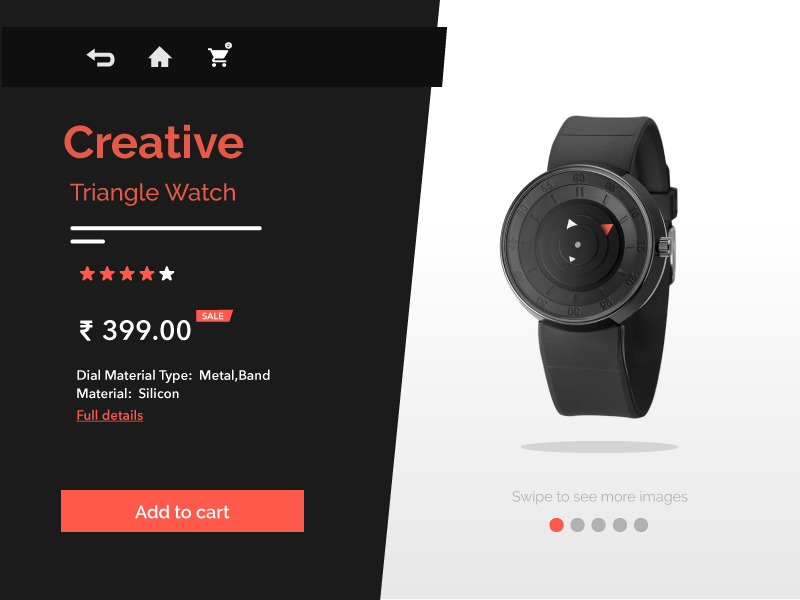 Creative
Triangle Watch
₹ 399.00 SALE
Dial Material Type: Metal,Band
Material: Silicon
Full details
Add to cart
60
Swipe to see more images